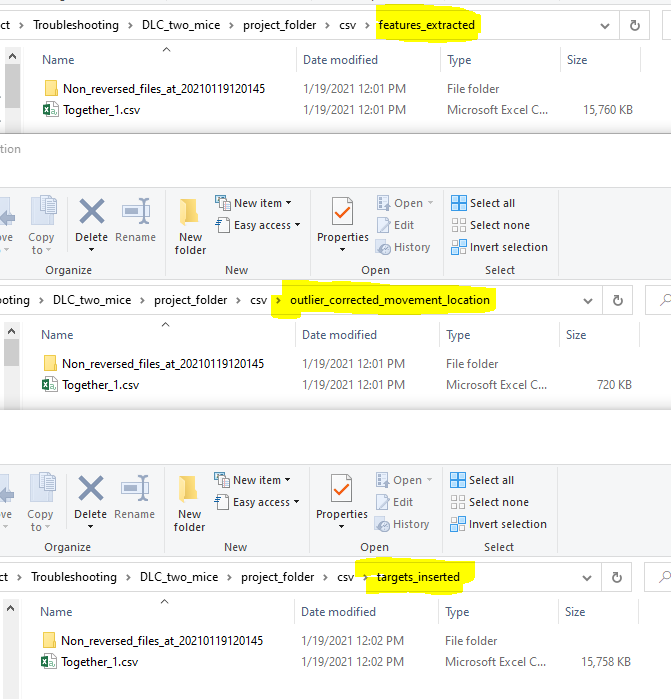 ct › Troubleshooting › DLC_two_mice › project_folder › csv › features_extracted
Name Date modified Type Size
Non_reversed_files_at_20210119120145 1/19/2021 12:01 PM File folder
Together_1.csv 1/19/2021 12:01 PM Microsoft Excel C... 15,760 KB
tion
ove Copy to Delete Rename New folder New item Easy access Properties Open Edit History Select all Select none Invert selection
Organize New Open Select
ooting › DLC_two_mice › project_folder › csv › outlier_corrected_movement_location
Name Date modified Type Size
Non_reversed_files_at_20210119120145 1/19/2021 12:01 PM File folder
Together_1.csv 1/19/2021 12:01 PM Microsoft Excel C... 720 KB
ove Copy to Delete Rename New folder New item Easy access Properties Open Edit History Select all Select none Invert selection
Organize New Open Select
ct › Troubleshooting › DLC_two_mice › project_folder › csv › targets_inserted
Name Date modified Type Size
Non_reversed_files_at_20210119120145 1/19/2021 12:02 PM File folder
Together_1.csv 1/19/2021 12:02 PM Microsoft Excel C... 15,758 KB